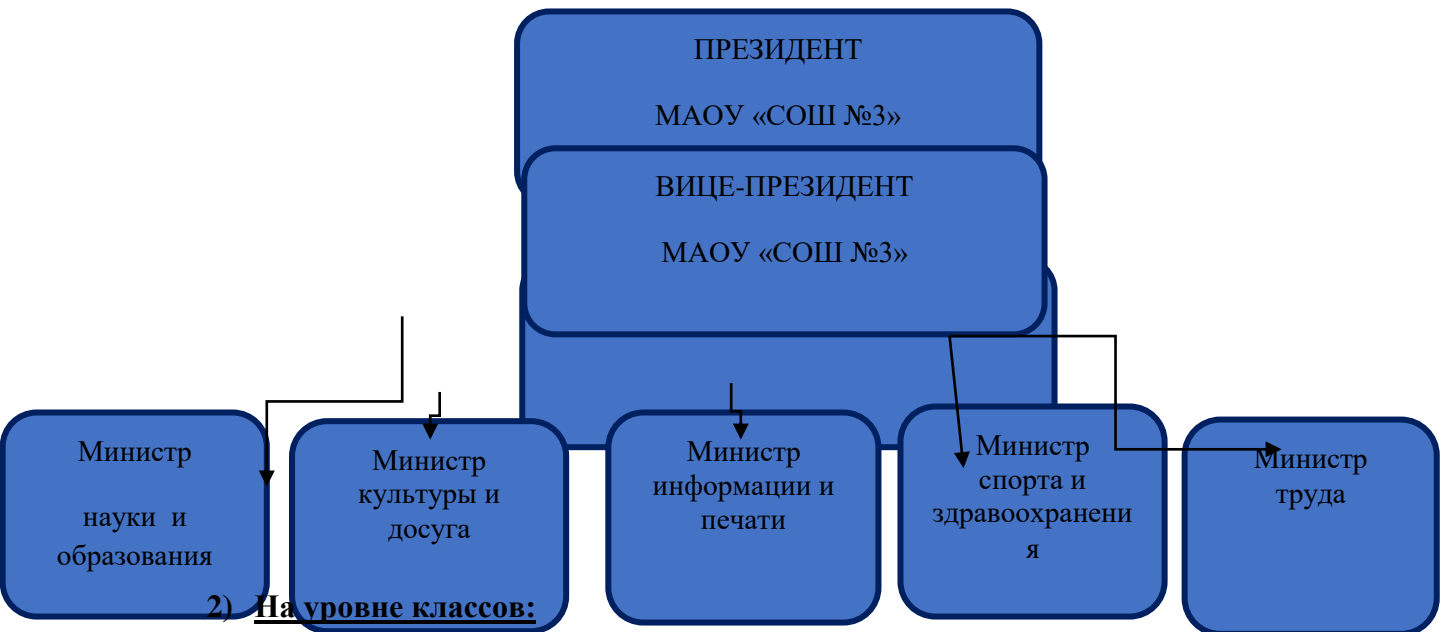 ПРЕЗИДЕНТ
МАОУ «СОШ №3»
ВИЦЕ-ПРЕЗИДЕНТ
МАОУ «СОШ №3»
Министр
науки и
образования
Министр
культуры и
досуга
Министр
информации и
печати
Министр
спорта и
здравоохранени
я
Министр
труда
2) На уровне классов: